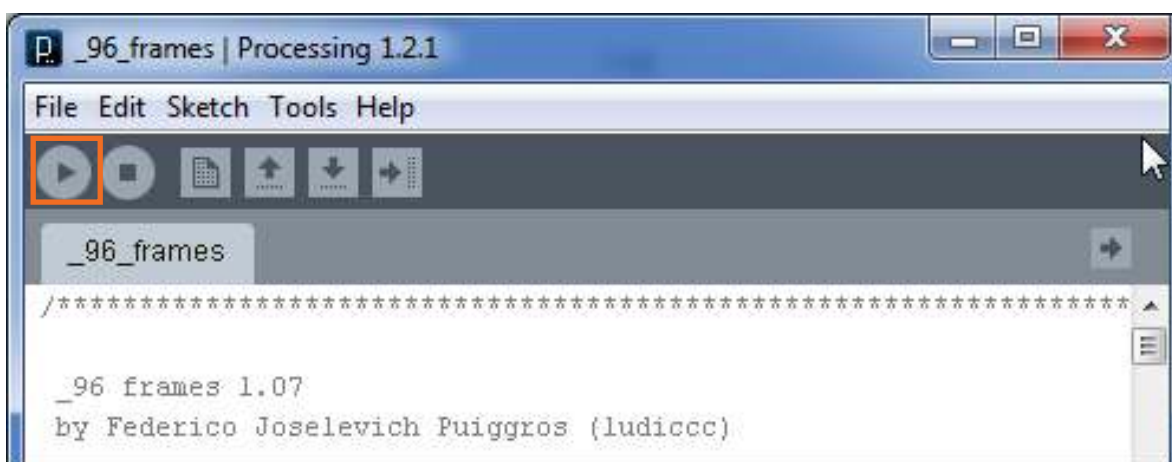 _96_frames | Processing 1.2.1
File Edit Sketch Tools Help
_96_frames
/*****************************************************************
_96 frames 1.07
by Federico Joselevich Puiggros (ludiccc)